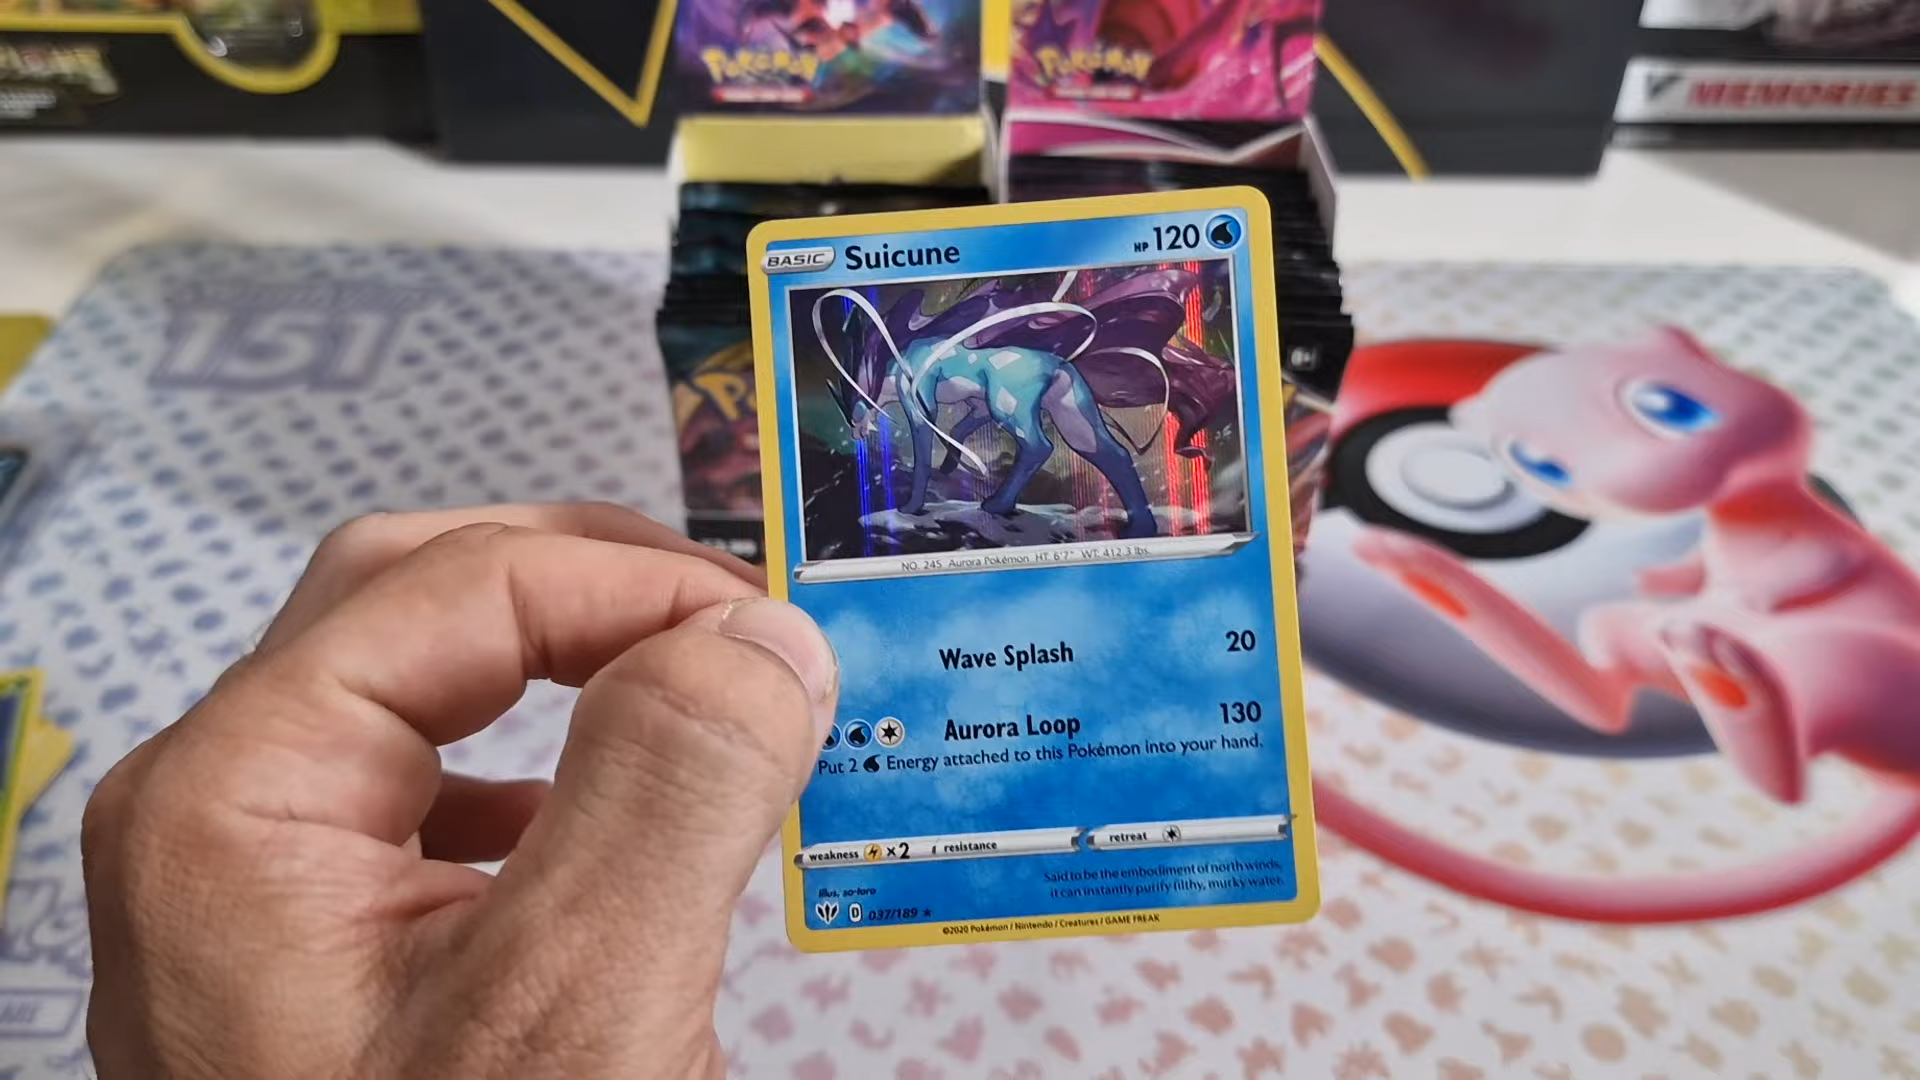 Pokémon
Pokémon
MEMORIES
151
BASIC
Suicune
HP 120
NO. 245 Aurora Pokémon HT: 6'7" WT: 412.3 lbs.
Wave Splash 20
Aurora Loop 130
Put 2 Energy attached to this Pokémon into your hand.
weakness ×2 resistance retreat
Said to be the embodiment of north winds,
it can instantly purify filthy, murky water.
Illus. so-taro
D 037/189 ★
©2020 Pokémon / Nintendo / Creatures / GAME FREAK